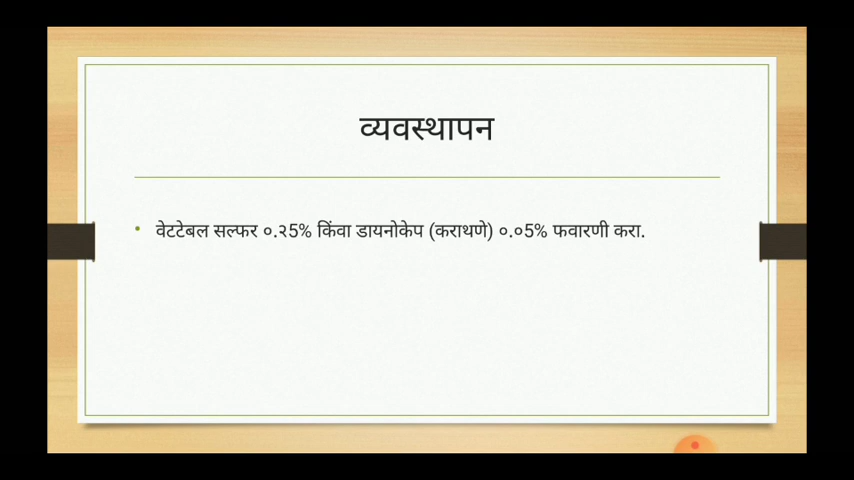 व्यवस्थापन
• वेटटेबल सल्फर ०.२5% किंवा डायनोकेप (कराथणे) ०.०5% फवारणी करा.